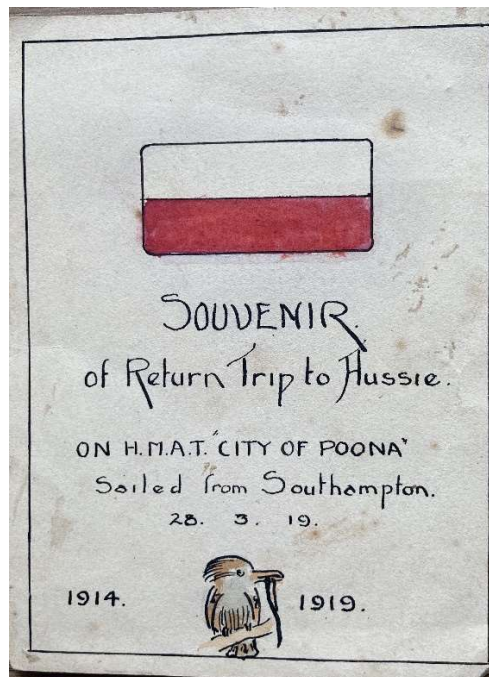 SOUVENIR.
of Return Trip to Aussie.
ON H.M.A.T. "CITY OF POONA"
Sailed from Southampton.
28. 3. 19.
1914. 1919.